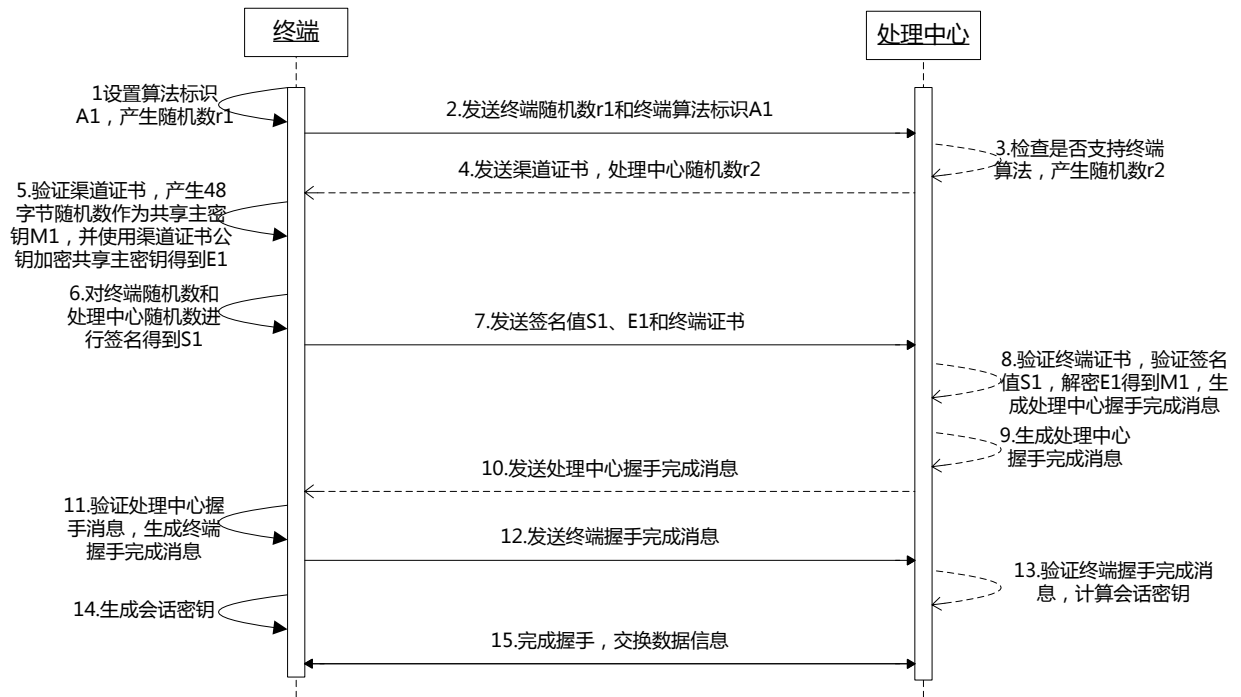 终端
处理中心
1设置算法标识
A1，产生随机数r1
2.发送终端随机数r1和终端算法标识A1
3.检查是否支持终端
算法，产生随机数r2
4.发送渠道证书，处理中心随机数r2
5.验证渠道证书，产生48
字节随机数作为共享主密
钥M1，并使用渠道证书公
钥加密共享主密钥得到E1
6.对终端随机数和
处理中心随机数进
行签名得到S1
7.发送签名值S1、E1和终端证书
8.验证终端证书，验证签名
值S1，解密E1得到M1，生
成处理中心握手完成消息
9.生成处理中心
握手完成消息
10.发送处理中心握手完成消息
11.验证处理中心握
手消息，生成终端
握手完成消息
12.发送终端握手完成消息
13.验证终端握手完成消
息，计算会话密钥
14.生成会话密钥
15.完成握手，交换数据信息